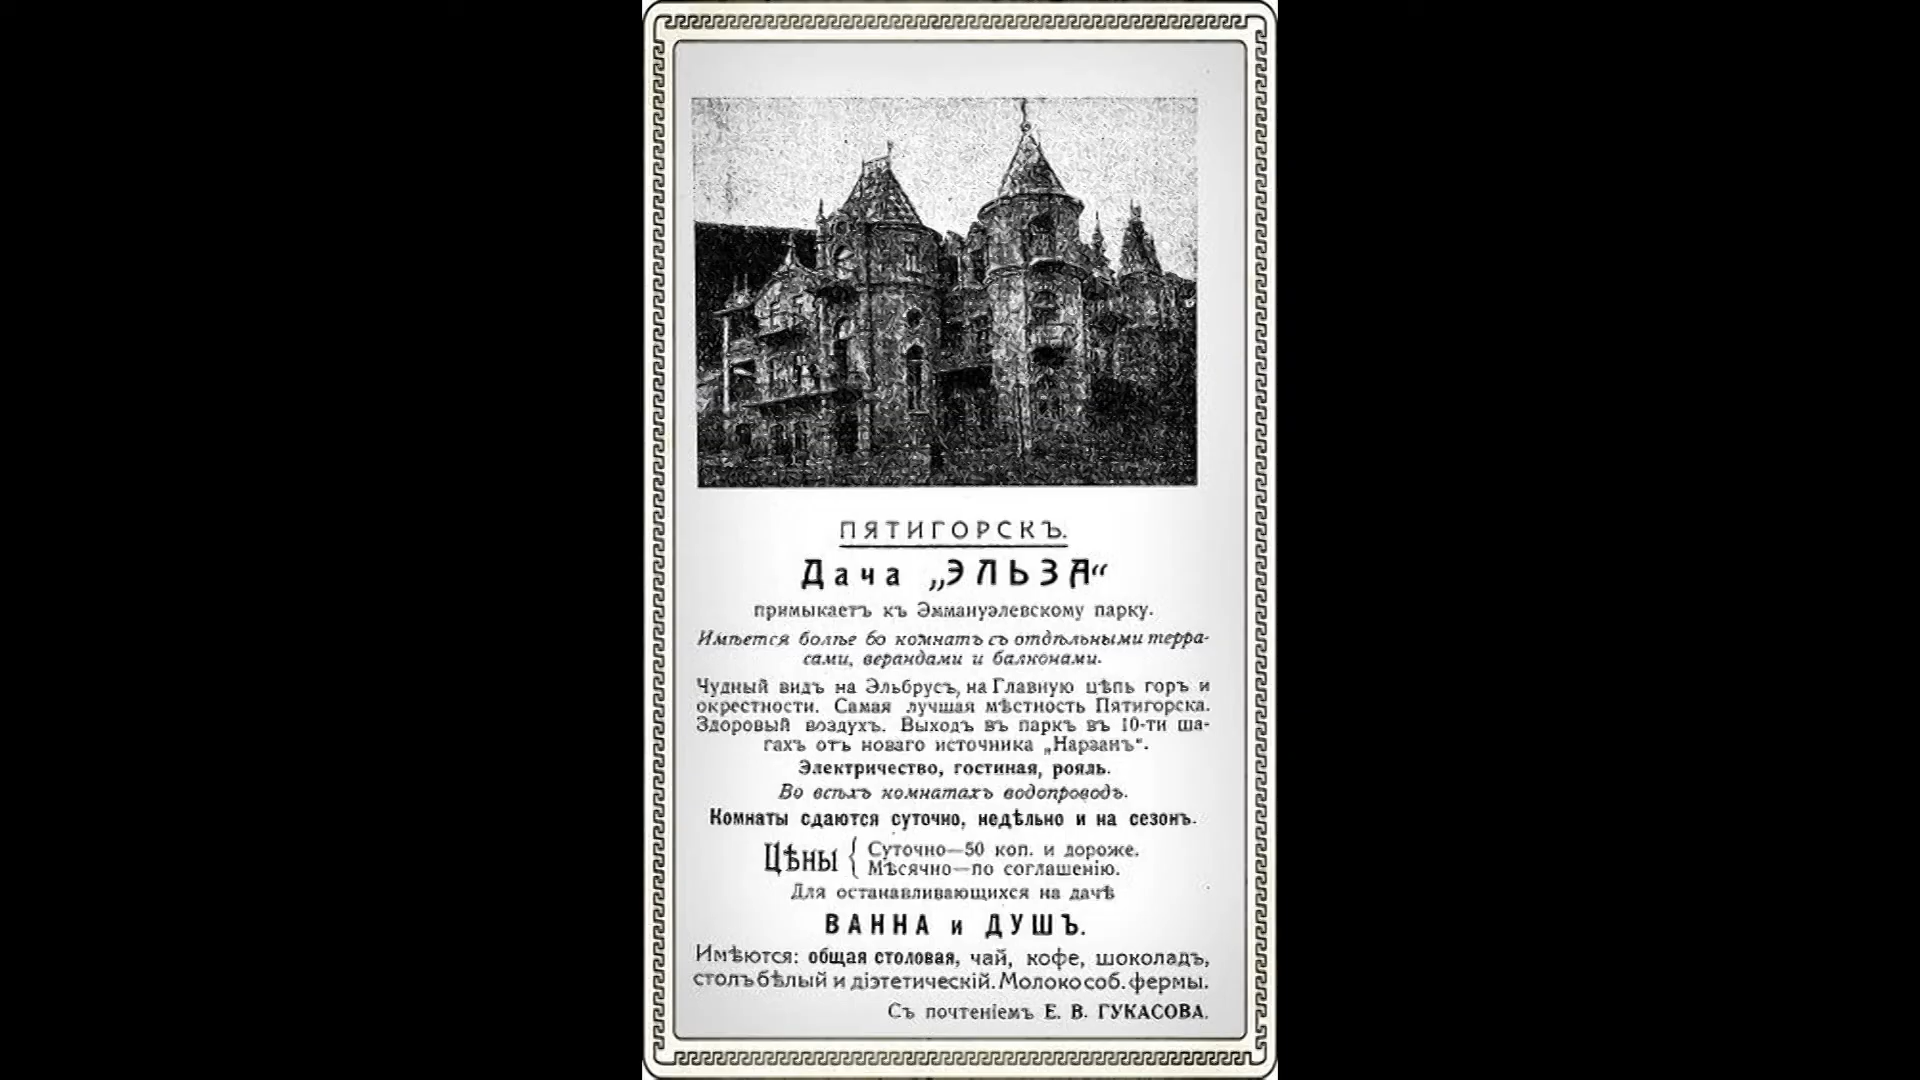 ПЯТИГОРСКЪ.
Дача „ЭЛЬЗА“
примыкаетъ къ Эммануэлевскому парку.
Имѣется болѣе 60 комнатъ съ отдѣльными терра-
сами, верандами и балконами.
Чудный видъ на Эльбрусъ, на Главную цѣпь горъ и
окрестности. Самая лучшая мѣстность Пятигорска.
Здоровый воздухъ. Выходъ въ паркъ въ 10-ти ша-
гахъ отъ новаго источника „Нарзанъ“.
Электричество, гостиная, рояль.
Во всѣхъ комнатахъ водопроводъ.
Комнаты сдаются суточно, недѣльно и на сезонъ.
Цѣны { Суточно—50 коп. и дороже.
Мѣсячно—по соглашенію.
Для останавливающихся на дачѣ
ВАННА и ДУШЪ.
Имѣются: общая столовая, чай, кофе, шоколадъ,
столъ бѣлый и діэтетическій. Молоко соб. фермы.
Съ почтеніемъ Е. В. ГУКАСОВА.